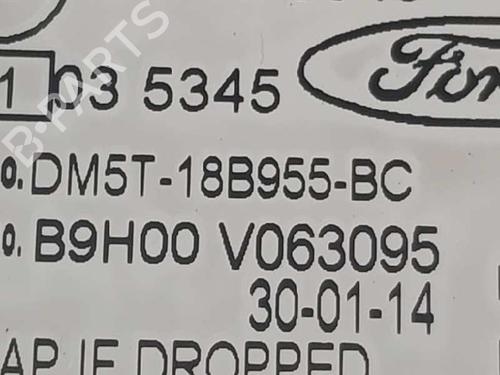 1 03 5345
Ford
o. DM5T-18B955-BC
o. B9H00 V063095
30-01-14
AP IF DROPPED
B-PARTS